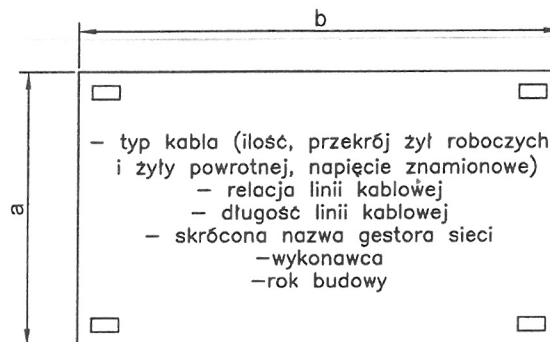 b
a
– typ kabla (ilość, przekrój żył roboczych
i żyły powrotnej, napięcie znamionowe)
– relacja linii kablowej
– długość linii kablowej
– skrócona nazwa gestora sieci
–wykonawca
–rok budowy